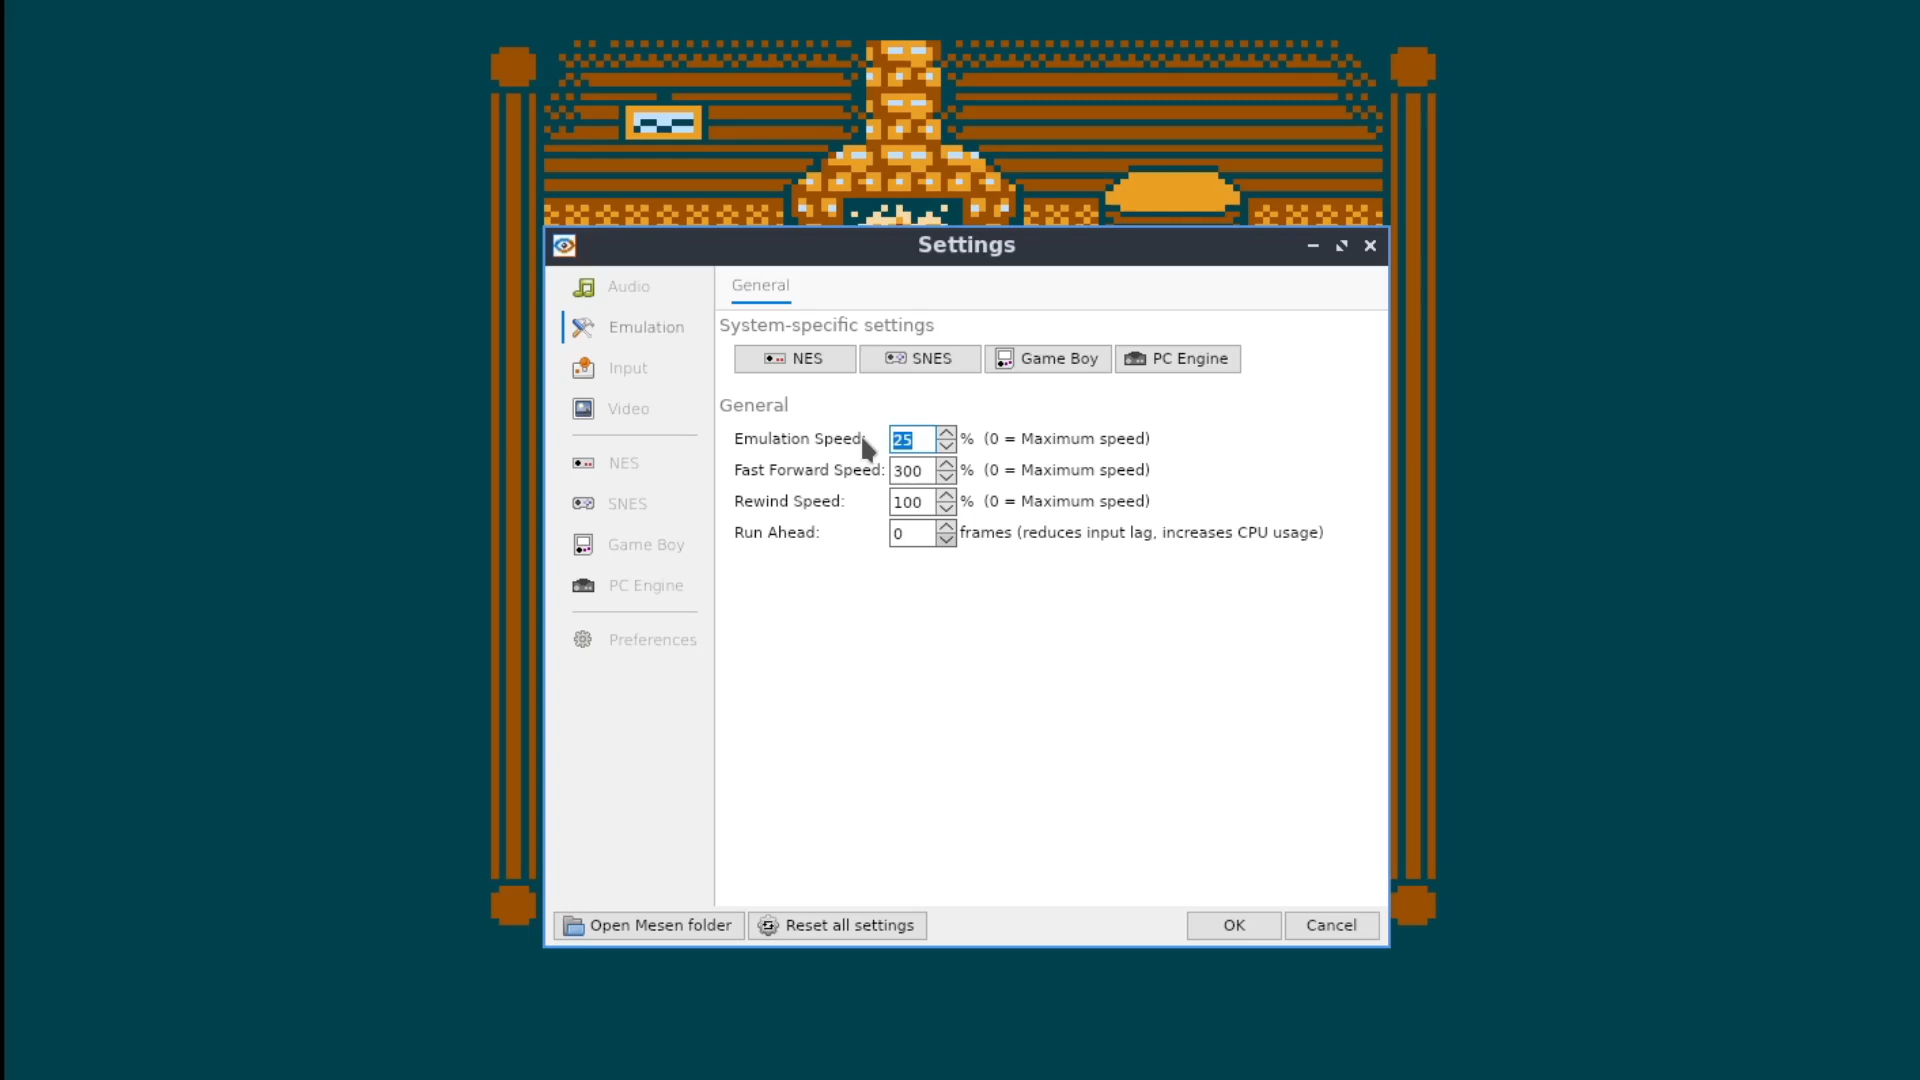 Settings
Audio
Emulation
Input
Video
NES
SNES
Game Boy
PC Engine
Preferences
General
System-specific settings
NES SNES Game Boy PC Engine
General
Emulation Speed: 25 % (0 = Maximum speed)
Fast Forward Speed: 300 % (0 = Maximum speed)
Rewind Speed: 100 % (0 = Maximum speed)
Run Ahead: 0 frames (reduces input lag, increases CPU usage)
Open Mesen folder Reset all settings OK Cancel